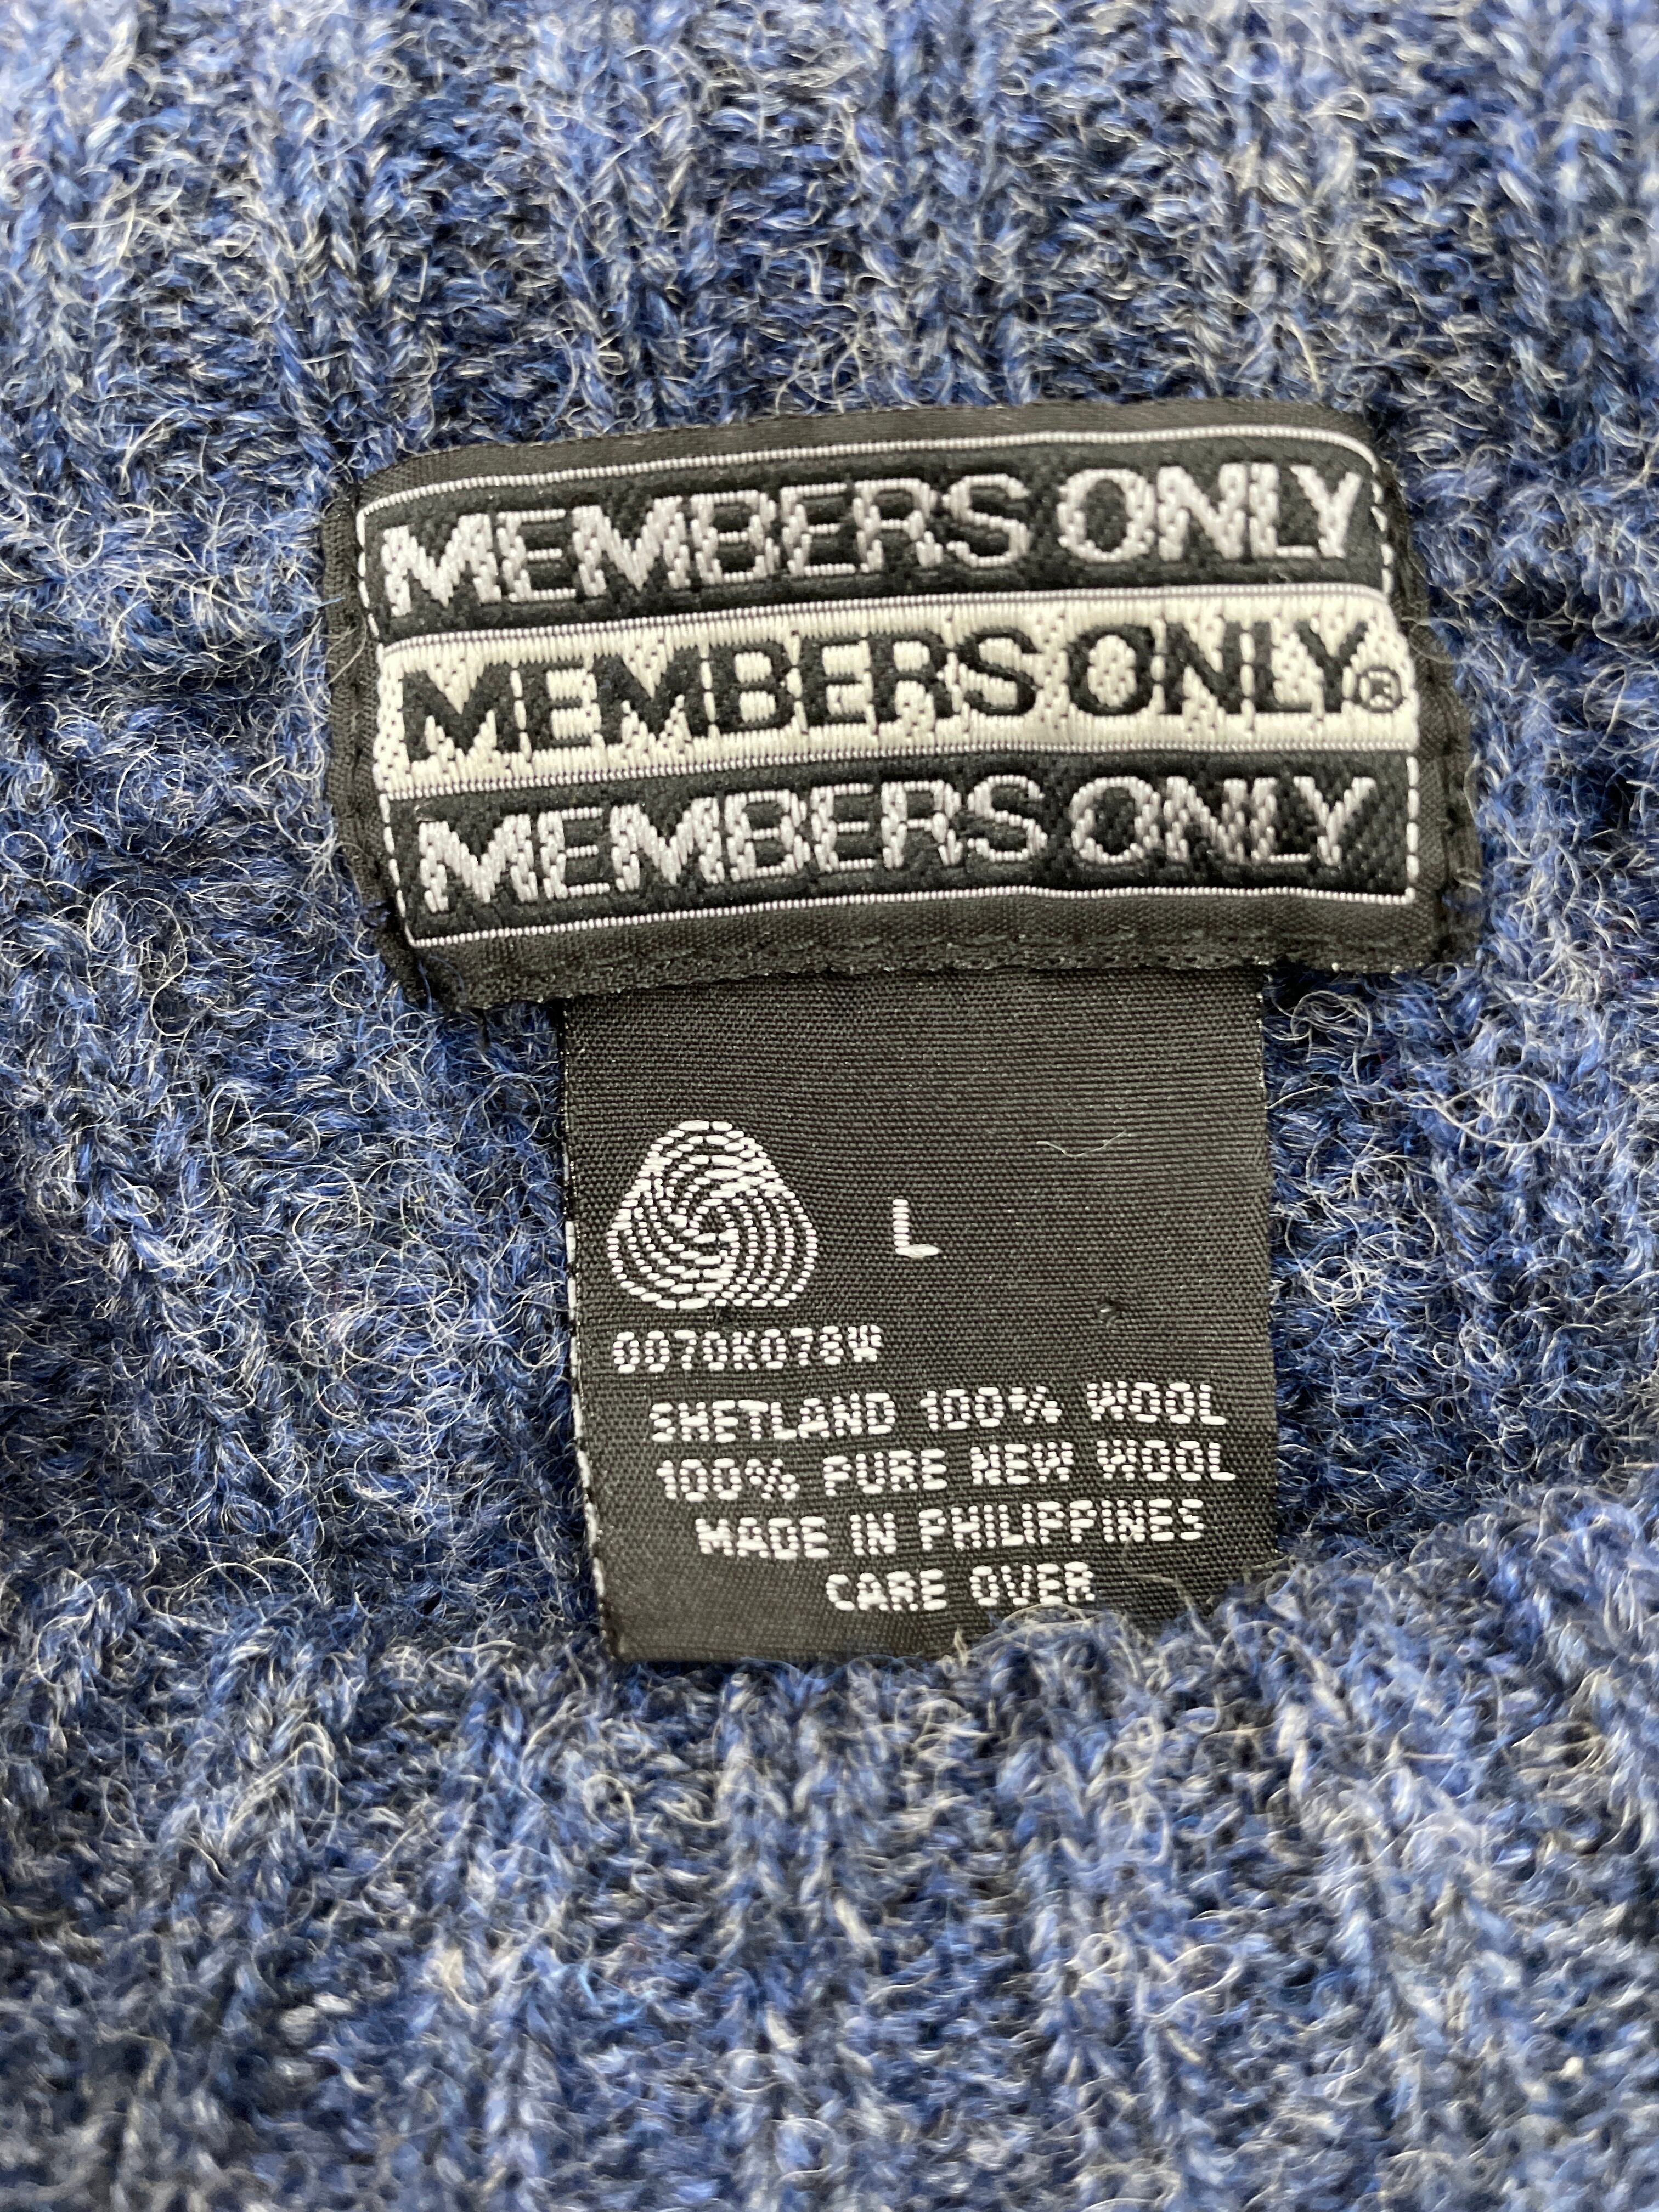 MEMBERS ONLY
MEMBERS ONLY®
MEMBERS ONLY
L
0070K078W
SHETLAND 100% WOOL
100% PURE NEW WOOL
MADE IN PHILIPPINES
CARE OVER